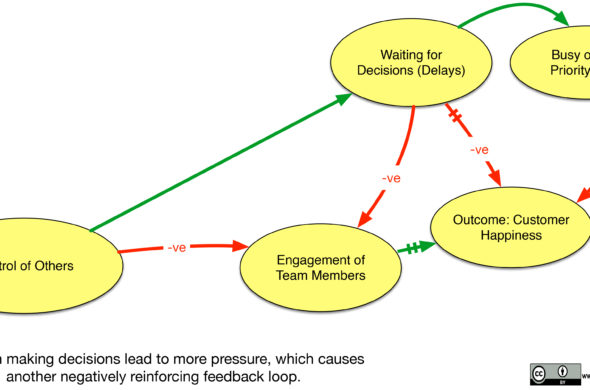 Waiting for
Decisions (Delays)
Busy
Priority
-ve
-ve
Outcome: Customer
Happiness
-ve
of Others
Engagement of
Team Members
making decisions lead to more pressure, which causes
another negatively reinforcing feedback loop.
cc
BY